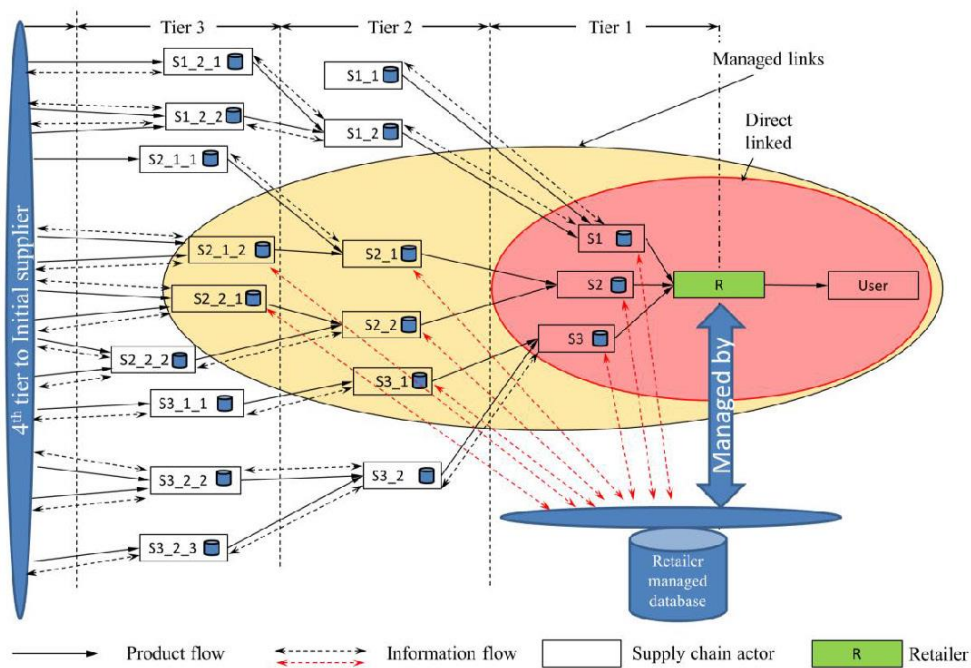 Tier 3
Tier 2
Tier 1
Managed links
Direct
linked
4th tier to Initial supplier
S1_2_1
S1_1
S1_2_2
S1_2
S2_1_1
S1
S2_1_2
S2_1
S2
R
User
S2_2_1
S2_2
S3
S2_2_2
S3_1
S3_1_1
Managed by
S3_2_2
S3_2
S3_2_3
Retailer
managed
database
Product flow
Information flow
Supply chain actor
R
Retailer